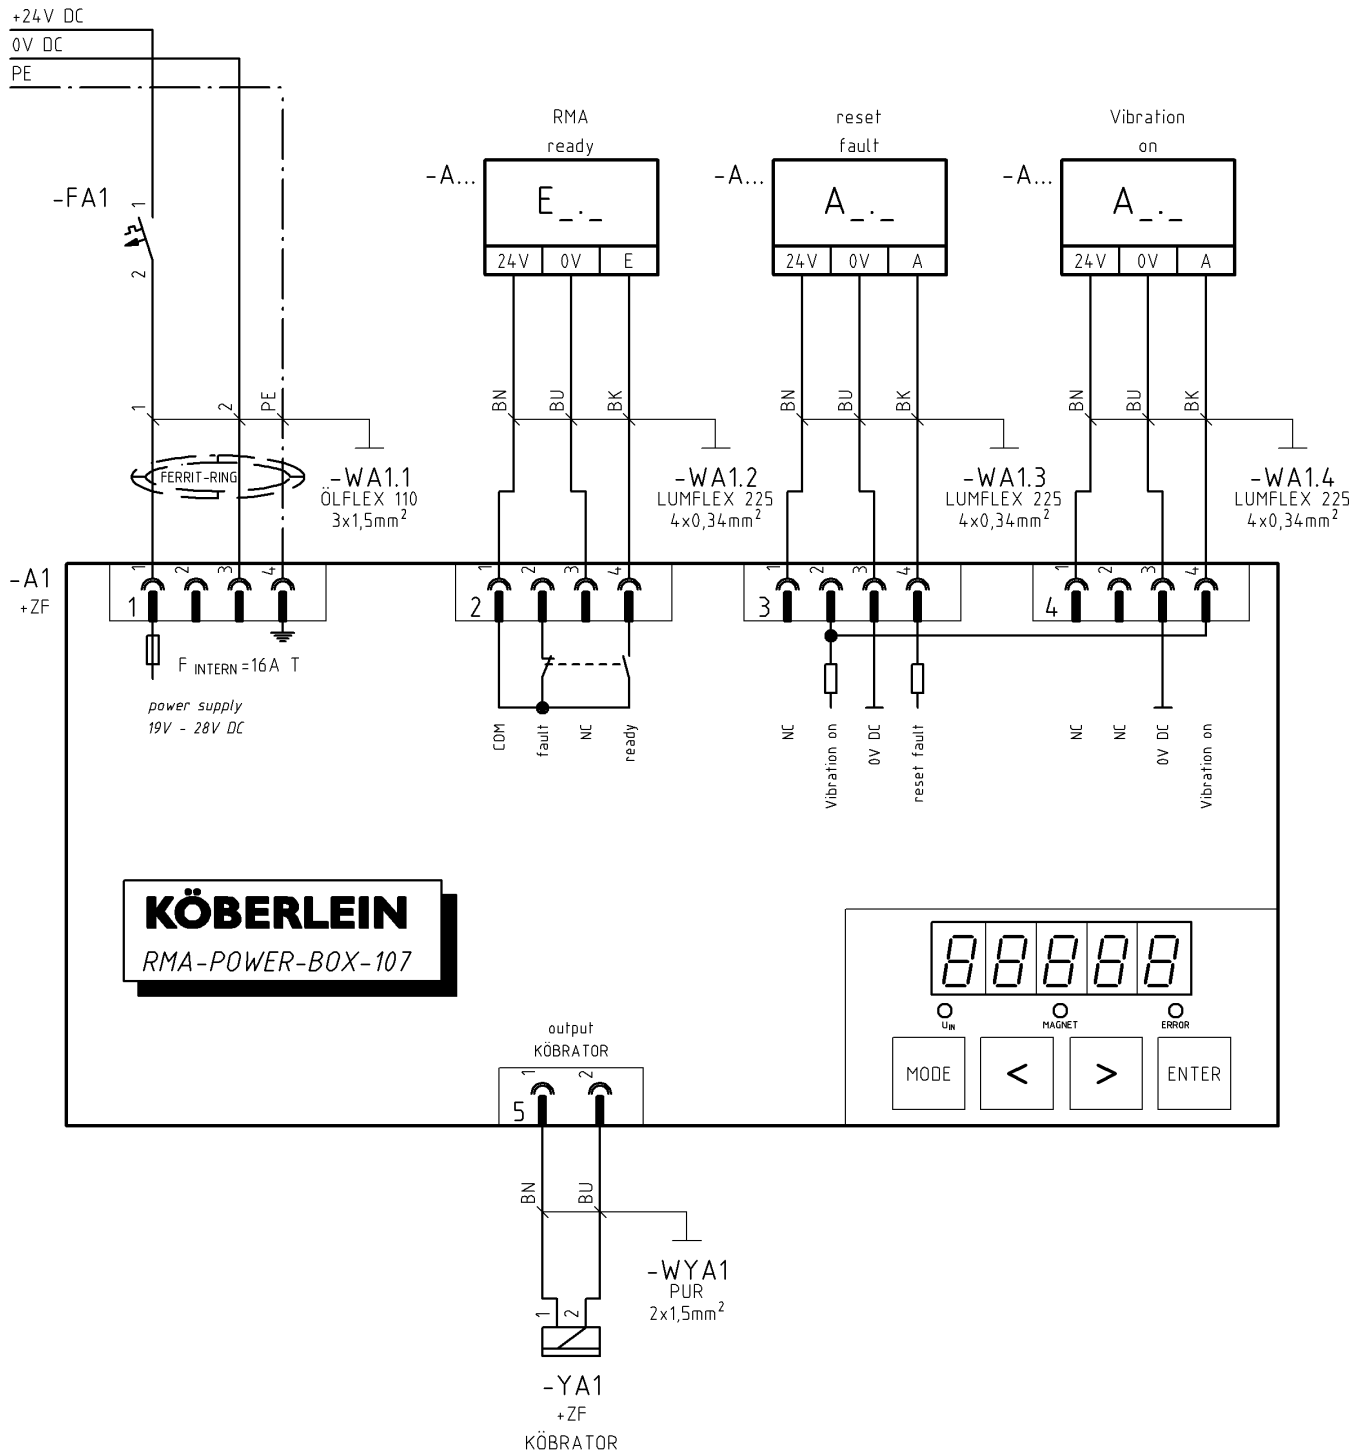 +24V DC
0V DC
PE
RMA
ready
reset
fault
Vibration
on
-A...
-A...
-A...
-FA1
1
2
E_._
A_._
A_._
24V 0V E
24V 0V A
24V 0V A
1 2 PE
BN BU BK
BN BU BK
BN BU BK
FERRIT-RING
-WA1.1
ÖLFLEX 110
3x1,5mm²
-WA1.2
LUMFLEX 225
4x0,34mm²
-WA1.3
LUMFLEX 225
4x0,34mm²
-WA1.4
LUMFLEX 225
4x0,34mm²
-A1
+ZF
1 2 3 4
1 2 3 4
1 2 3 4
1 2 3 4
1
2
3
4
F INTERN =16A T
power supply
19V - 28V DC
COM
fault
NC
ready
NC
Vibration on
0V DC
reset fault
NC
NC
0V DC
Vibration on
KÖBERLEIN
RMA-POWER-BOX-107
88888
UIN
MAGNET
ERROR
MODE < > ENTER
output
KÖBRATOR
1 2
5
BN BU
-WYA1
PUR
2x1,5mm²
1 2
-YA1
+ZF
KÖBRATOR